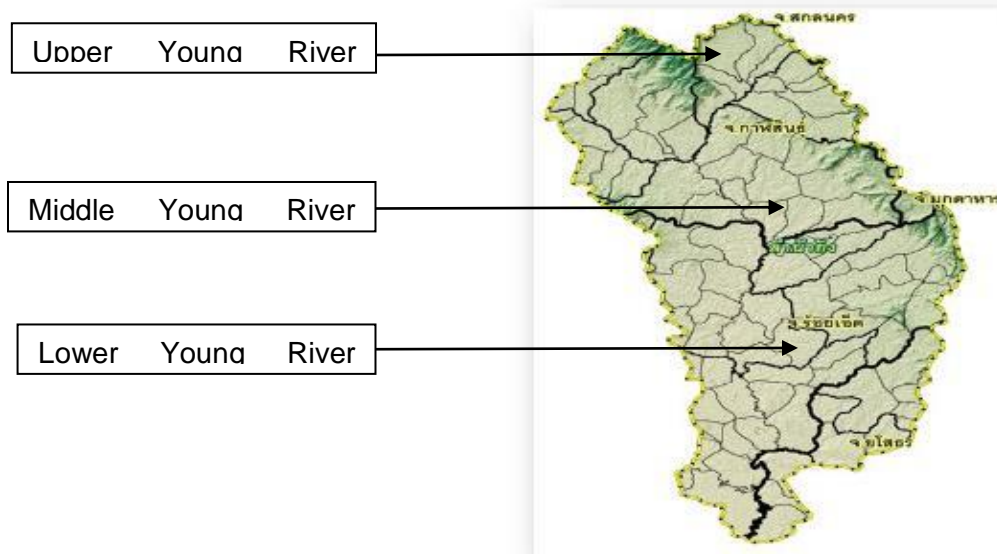 จ.สกลนคร
Upper Young River
จ.กาฬสินธุ์
Middle Young River
จ.มุกดาหาร
จ.ร้อยเอ็ด
Lower Young River
จ.ยโสธร